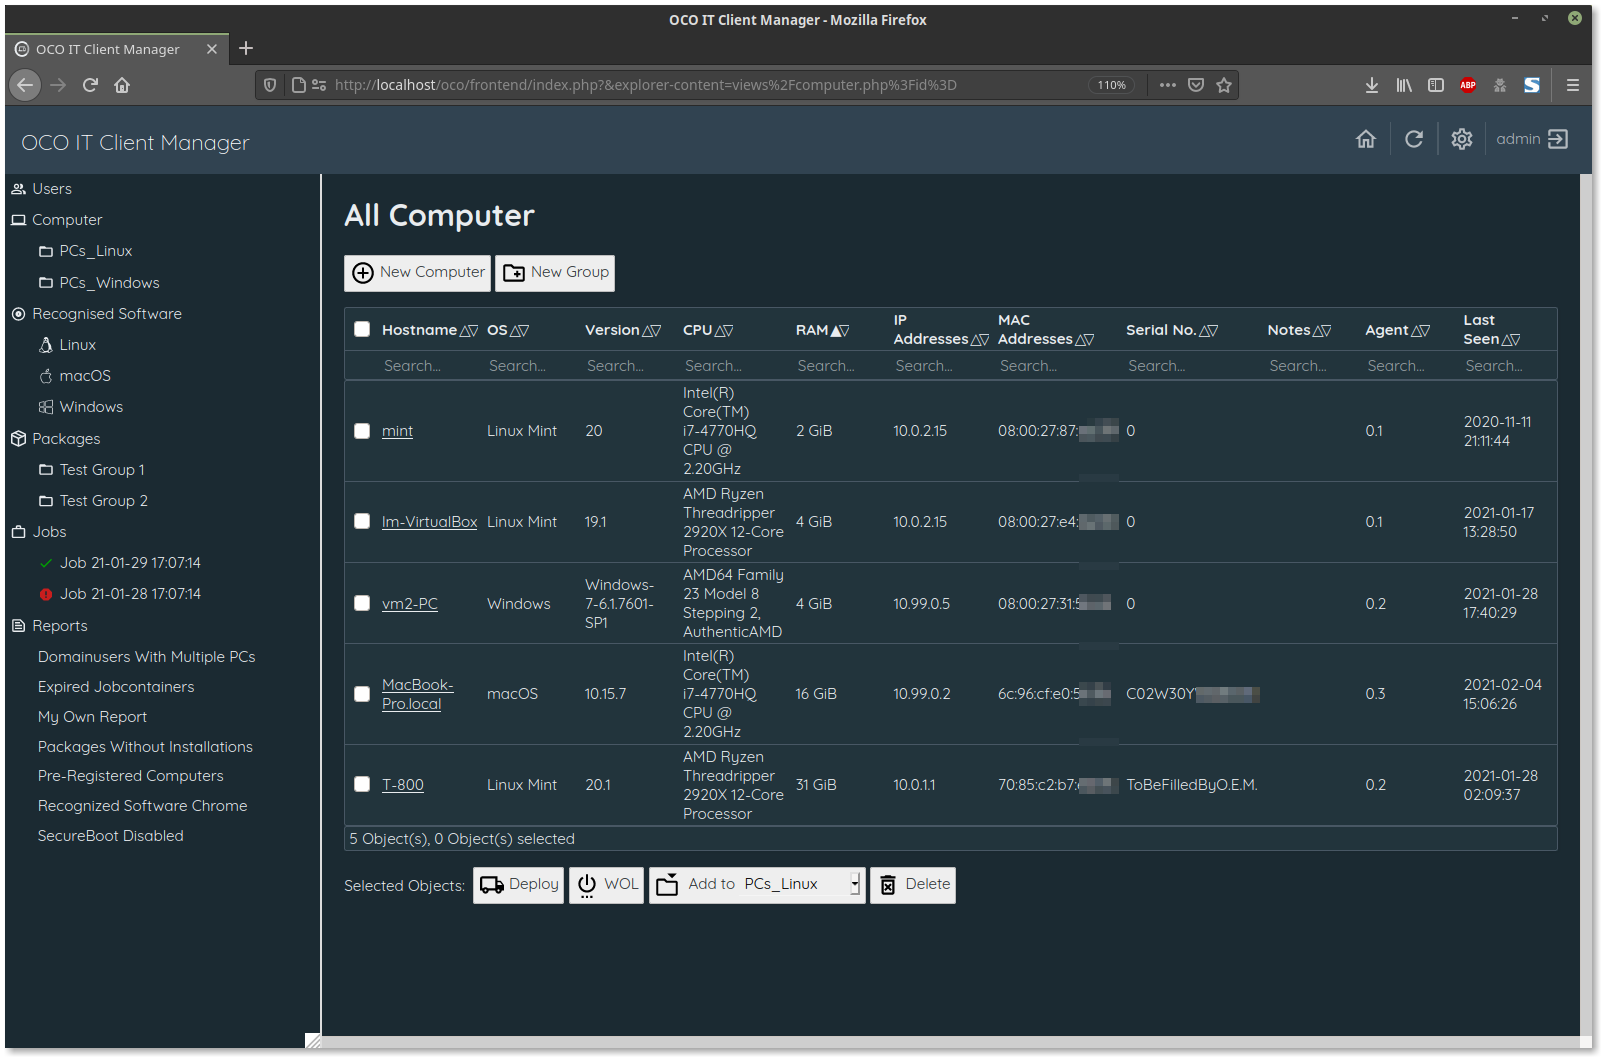 OCO IT Client Manager - Mozilla Firefox
OCO IT Client Manager
http://localhost/oco/frontend/index.php?&explorer-content=views%2Fcomputer.php%3Fid%3D
110%
ABP
S
OCO IT Client Manager
admin
Users
Computer
PCs_Linux
PCs_Windows
Recognised Software
Linux
macOS
Windows
Packages
Test Group 1
Test Group 2
Jobs
Job 21-01-29 17:07:14
Job 21-01-28 17:07:14
Reports
Domainusers With Multiple PCs
Expired Jobcontainers
My Own Report
Packages Without Installations
Pre-Registered Computers
Recognized Software Chrome
SecureBoot Disabled
All Computer
New Computer New Group
Hostname OS Version CPU RAM IP Addresses MAC Addresses Serial No. Notes Agent Last Seen
Search... Search... Search... Search... Search... Search... Search... Search... Search... Search... Search...
mint Linux Mint 20 Intel(R) Core(TM) i7-4770HQ CPU @ 2.20GHz 2 GiB 10.0.2.15 08:00:27:87: 0 0.1 2020-11-11 21:11:44
lm-VirtualBox Linux Mint 19.1 AMD Ryzen Threadripper 2920X 12-Core Processor 4 GiB 10.0.2.15 08:00:27:e4: 0 0.1 2021-01-17 13:28:50
vm2-PC Windows Windows-7-6.1.7601-SP1 AMD64 Family 23 Model 8 Stepping 2, AuthenticAMD 4 GiB 10.99.0.5 08:00:27:31: 0 0.2 2021-01-28 17:40:29
MacBook-Pro.local macOS 10.15.7 Intel(R) Core(TM) i7-4770HQ CPU @ 2.20GHz 16 GiB 10.99.0.2 6c:96:cf:e0: C02W30Y 0.3 2021-02-04 15:06:26
T-800 Linux Mint 20.1 AMD Ryzen Threadripper 2920X 12-Core Processor 31 GiB 10.0.1.1 70:85:c2:b7: ToBeFilledByO.E.M. 0.2 2021-01-28 02:09:37
5 Object(s), 0 Object(s) selected
Selected Objects: Deploy WOL Add to PCs_Linux Delete